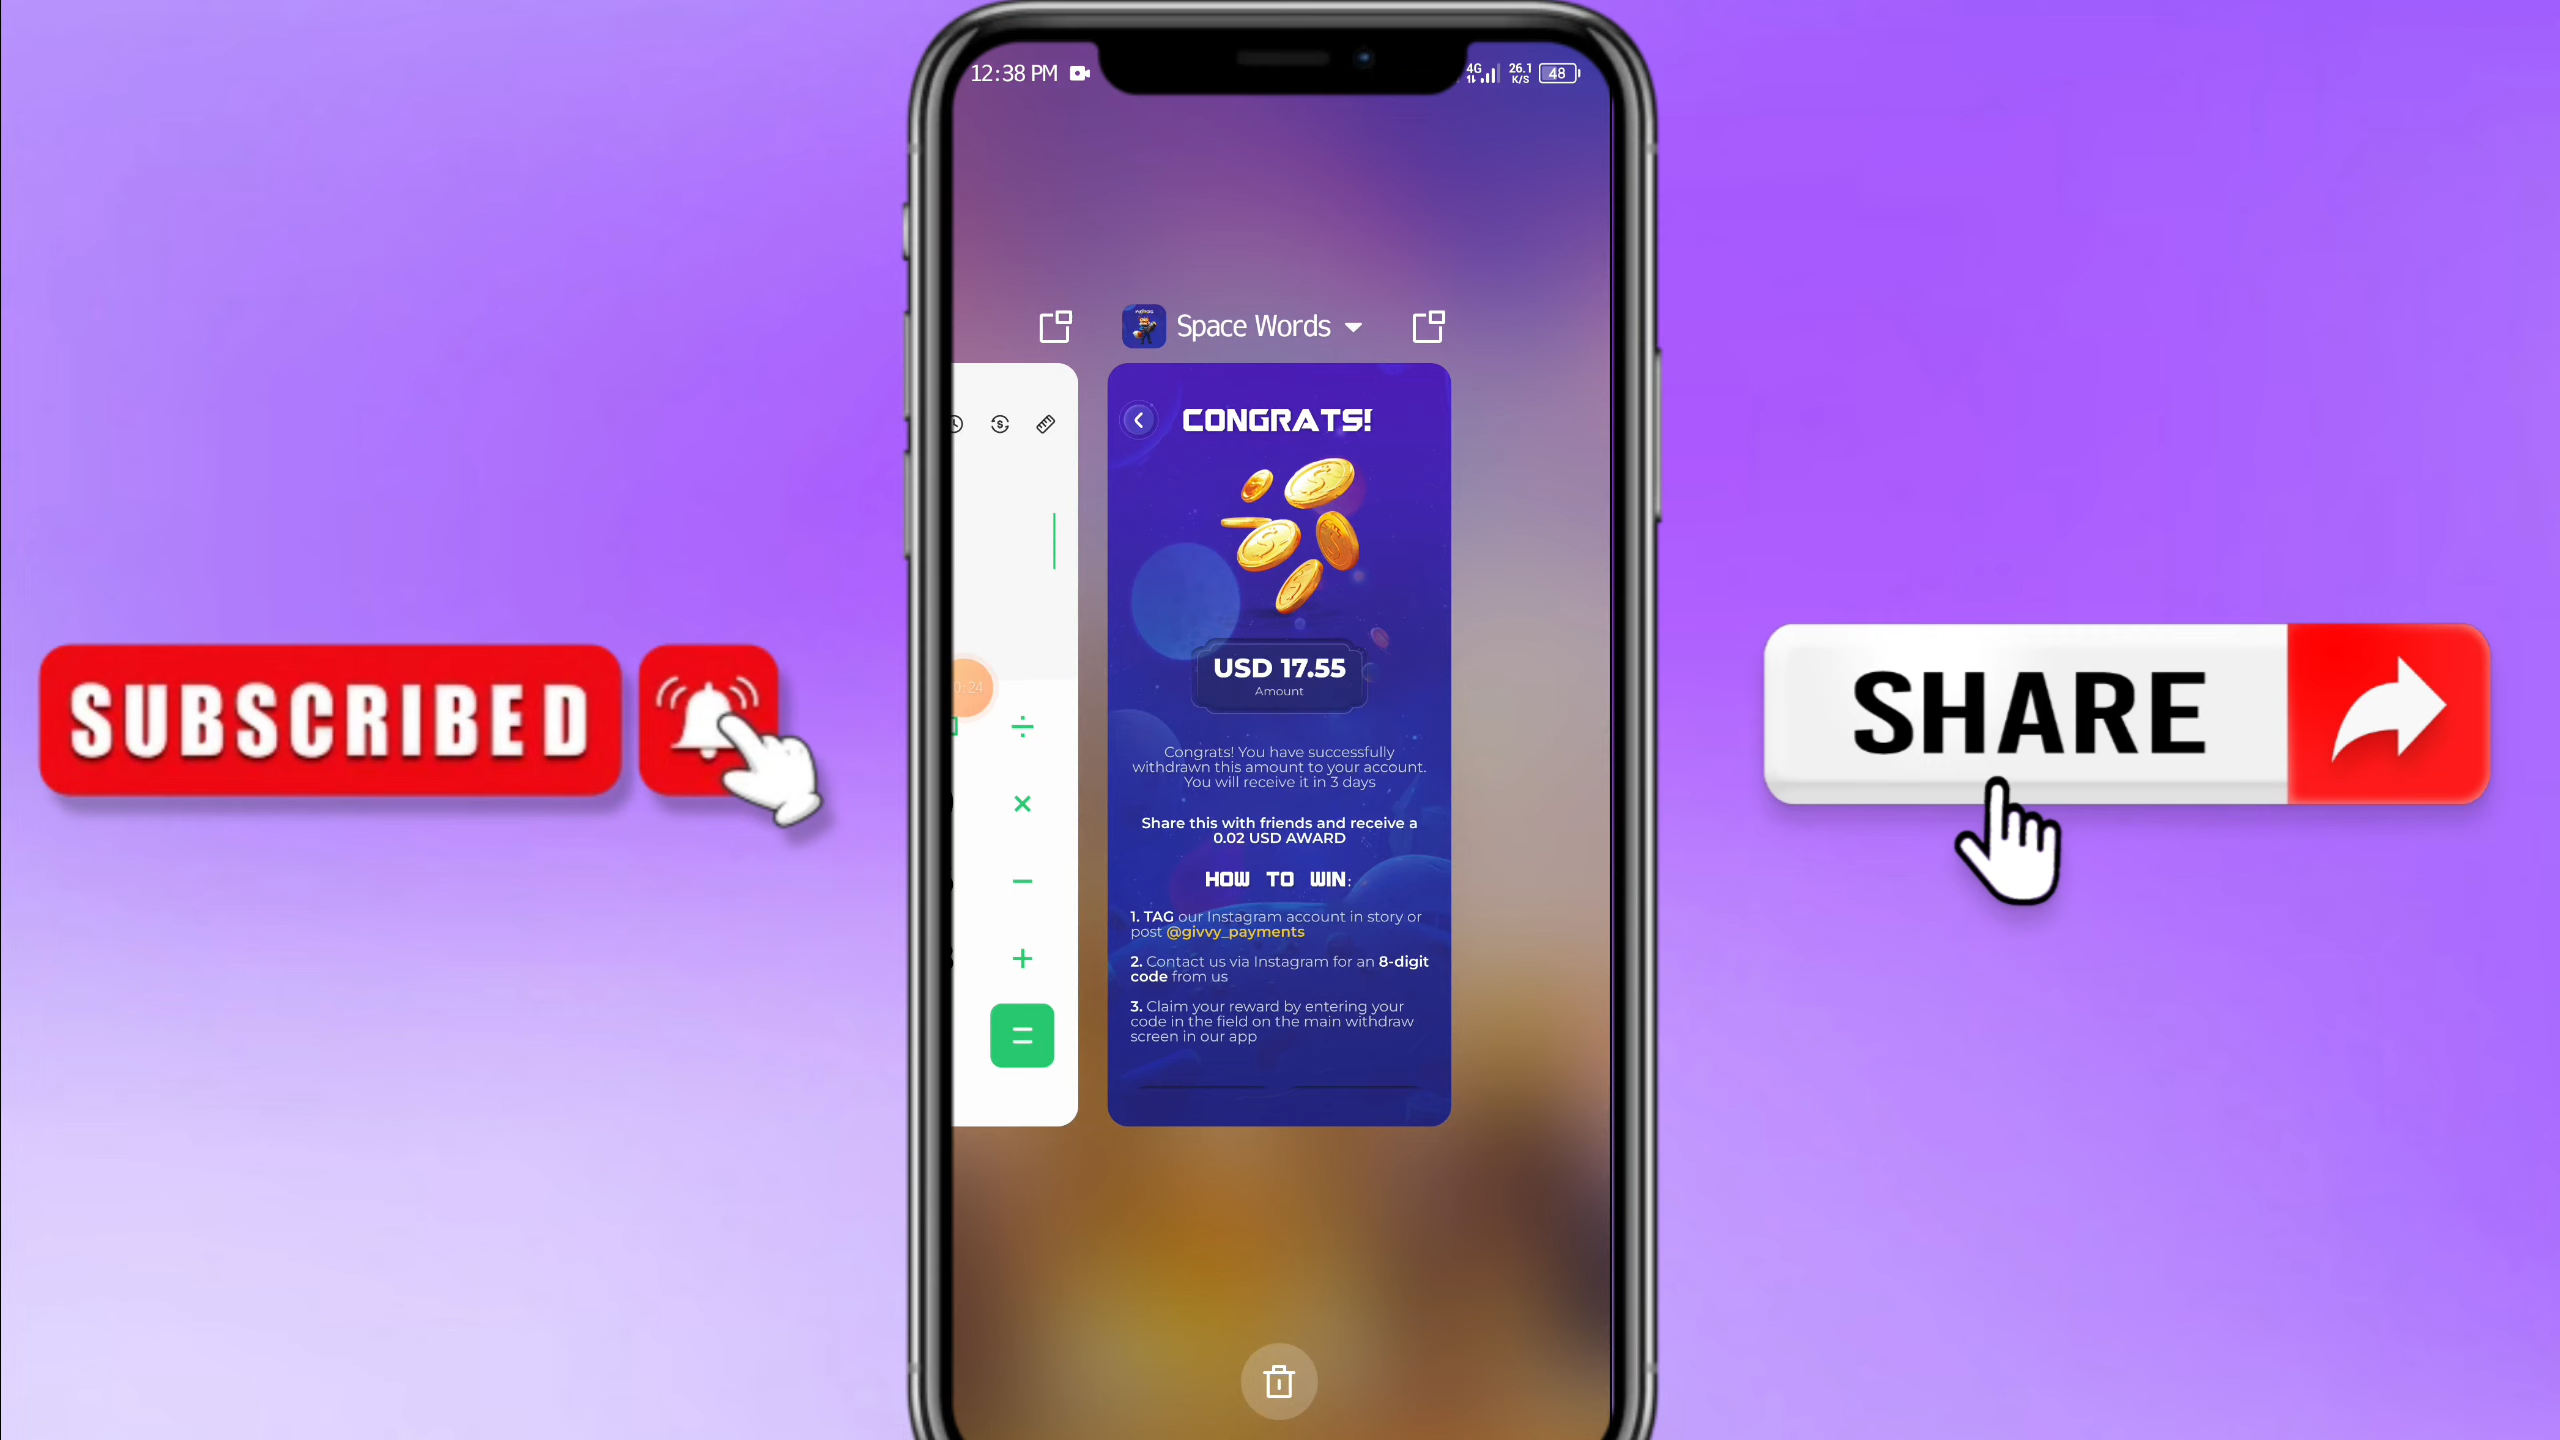 12:38 PM
4G
26.1
K/S
48
Space Words
CONGRATS!
USD 17.55
Amount
Congrats! You have successfully
withdrawn this amount to your account.
You will receive it in 3 days
Share this with friends and receive a
0.02 USD AWARD
HOW TO WIN:
1. TAG our Instagram account in story or
post @givvy_payments
2. Contact us via Instagram for an 8-digit
code from us
3. Claim your reward by entering your
code in the field on the main withdraw
screen in our app
0:24
÷
×
−
+
=
SUBSCRIBED
SHARE